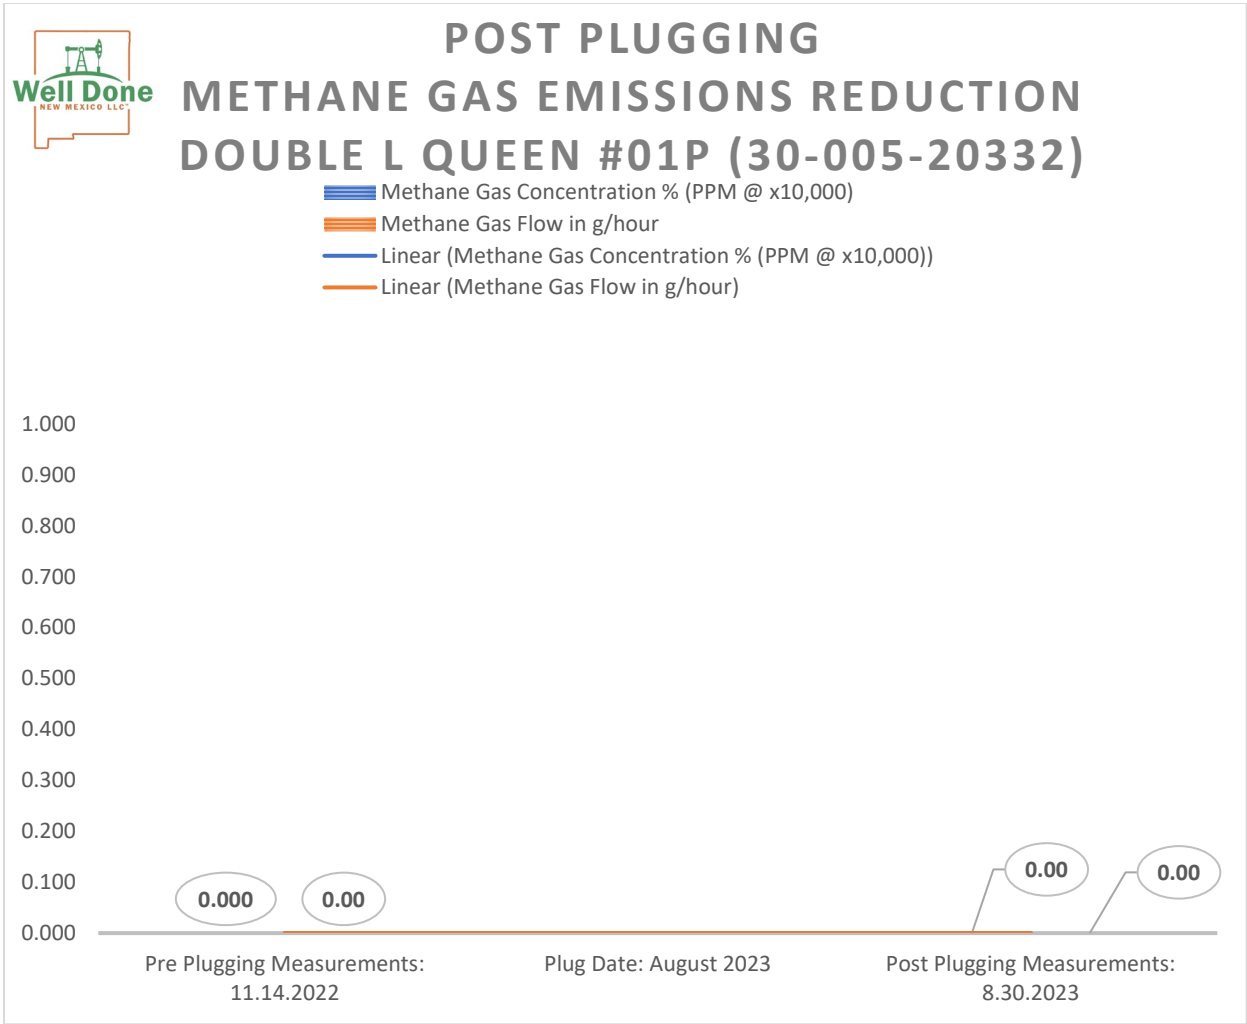 Well Done
NEW MEXICO LLC
POST PLUGGING
METHANE GAS EMISSIONS REDUCTION
DOUBLE L QUEEN #01P (30-005-20332)
Methane Gas Concentration % (PPM @ x10,000)
Methane Gas Flow in g/hour
Linear (Methane Gas Concentration % (PPM @ x10,000))
Linear (Methane Gas Flow in g/hour)
1.000
0.900
0.800
0.700
0.600
0.500
0.400
0.300
0.200
0.100
0.000
0.000
0.00
0.00
0.00
Pre Plugging Measurements:
11.14.2022
Plug Date: August 2023
Post Plugging Measurements:
8.30.2023